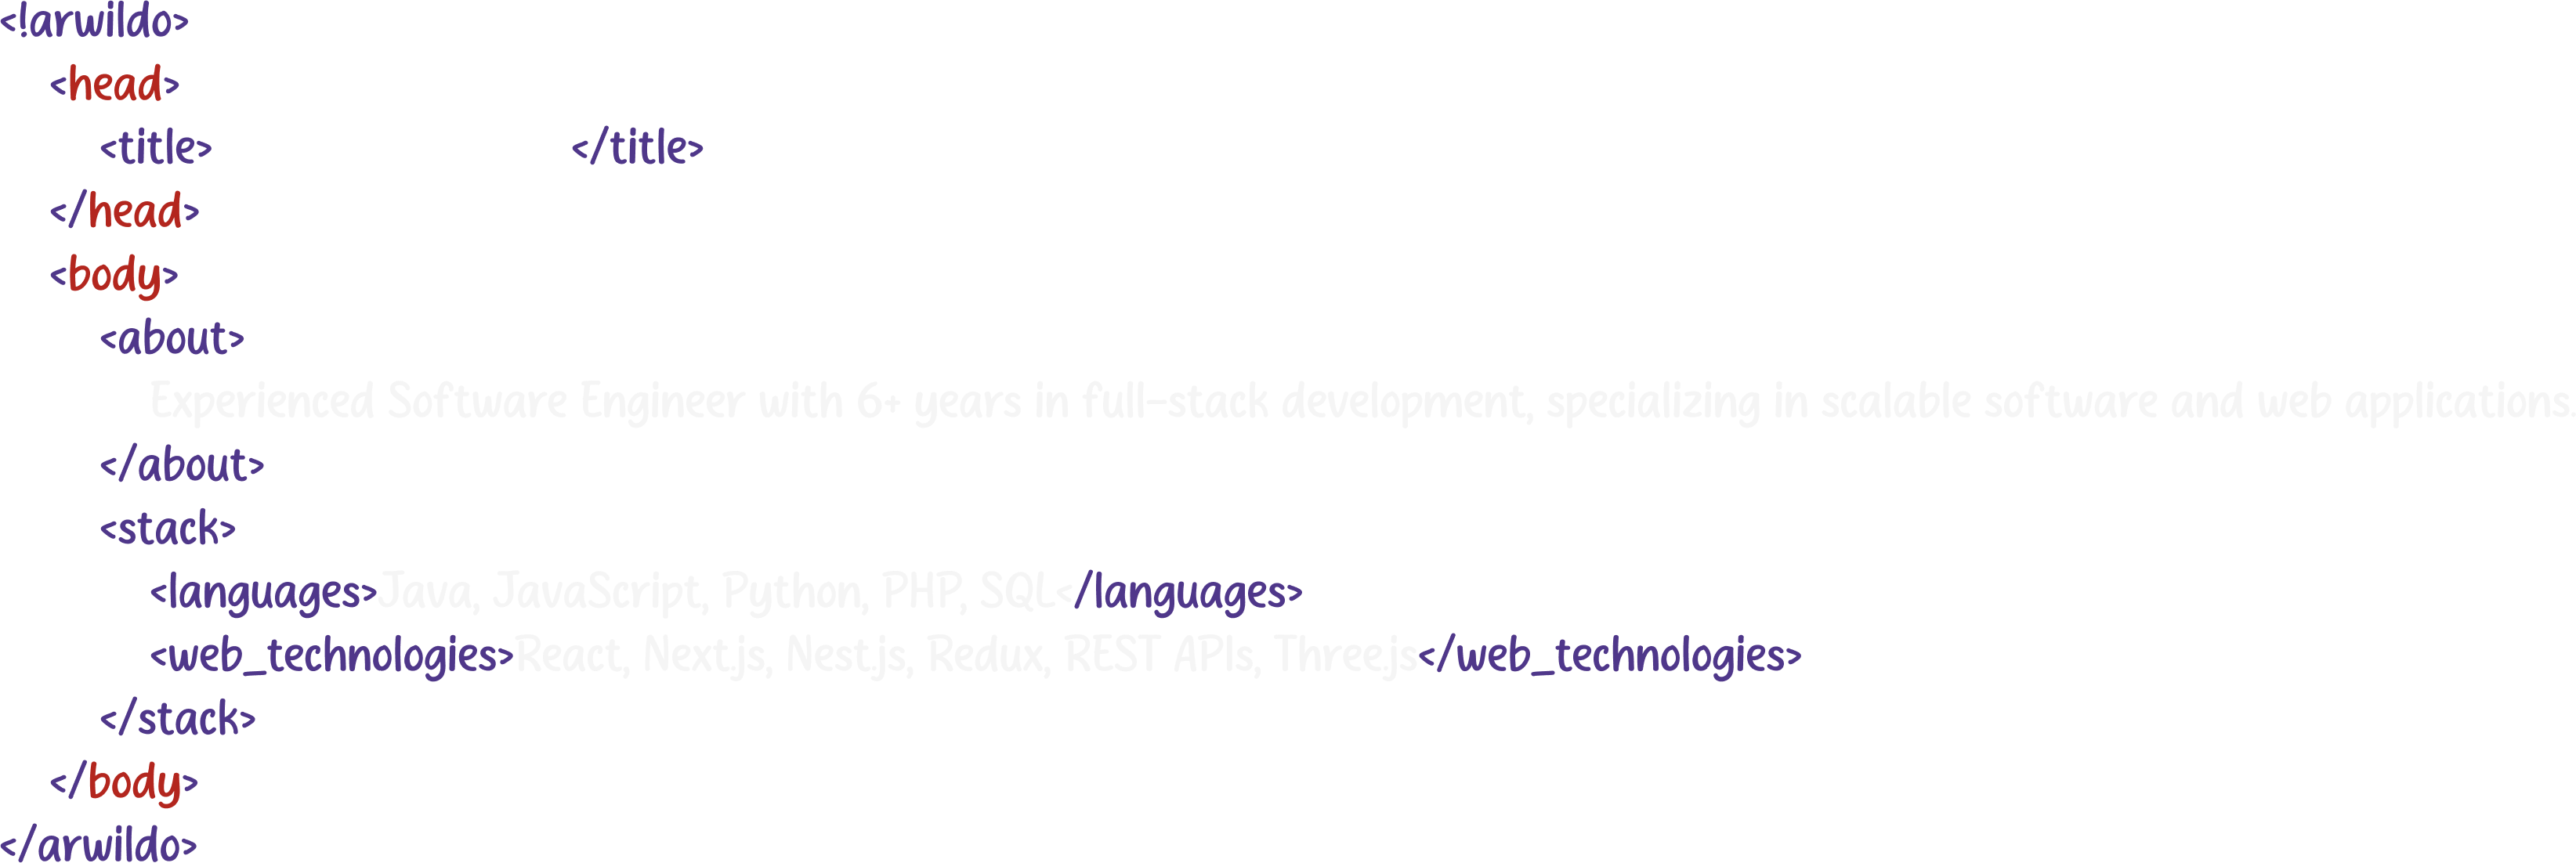 <!arwildo>
<head>
<title> </title>
</head>
<body>
<about>
Experienced Software Engineer with 6+ years in full-stack development, specializing in scalable software and web applications.
</about>
<stack>
<languages>Java, JavaScript, Python, PHP, SQL</languages>
<web_technologies>React, Next.js, Nest.js, Redux, REST APIs, Three.js</web_technologies>
</stack>
</body>
</arwildo>